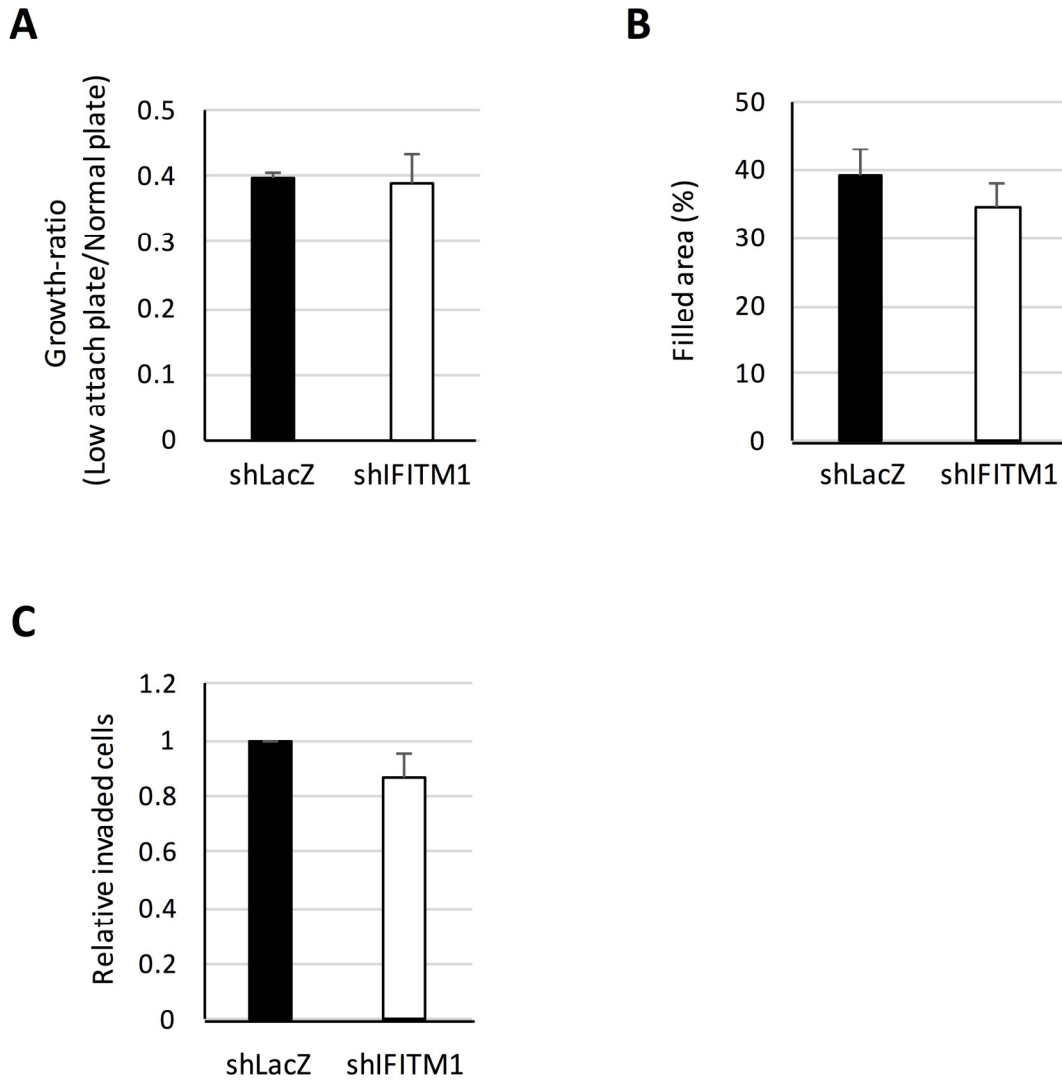 A
Growth-ratio
(Low attach plate/Normal plate)
0.5
0.4
0.3
0.2
0.1
0
shLacZ shIFITM1
B
Filled area (%)
50
40
30
20
10
0
shLacZ shIFITM1
C
Relative invaded cells
1.2
1
0.8
0.6
0.4
0.2
0
shLacZ shIFITM1